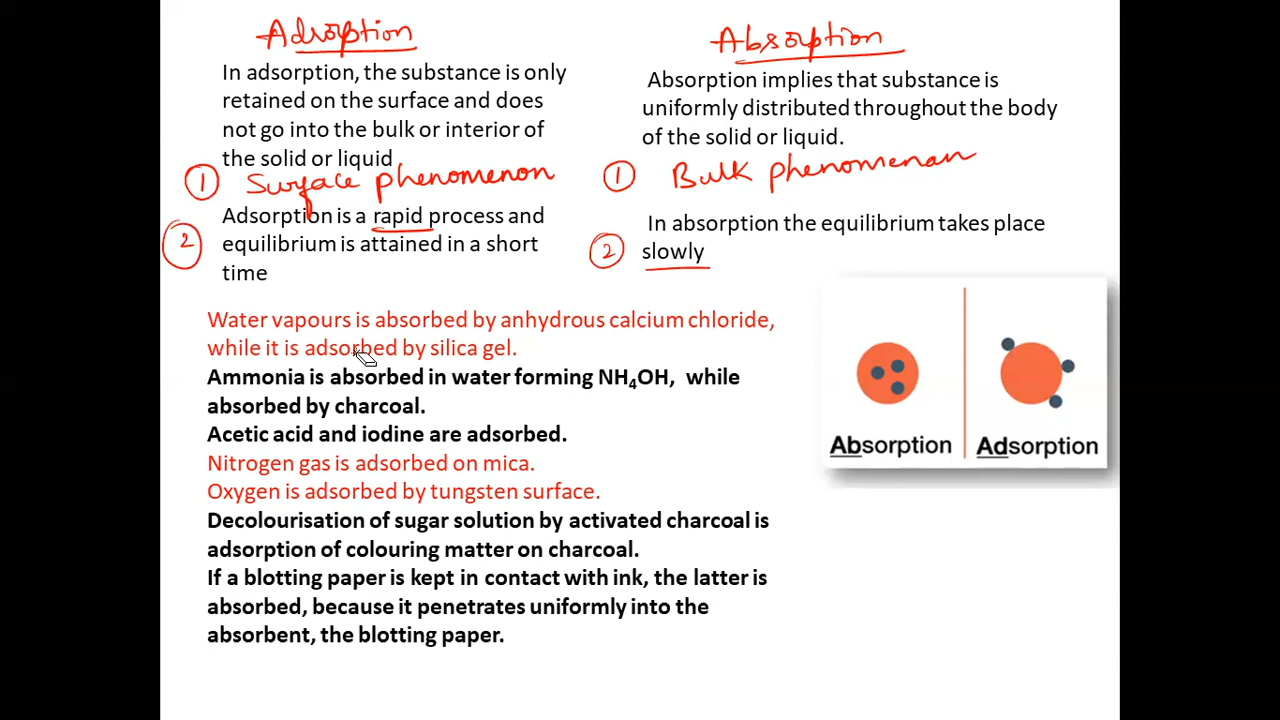 Adsorption
In adsorption, the substance is only
retained on the surface and does
not go into the bulk or interior of
the solid or liquid
1 Surface phenomenon
Adsorption is a rapid process and
2 equilibrium is attained in a short
time
Absorption
Absorption implies that substance is
uniformly distributed throughout the body
of the solid or liquid.
1 Bulk phenomenan
In absorption the equilibrium takes place
2 slowly
Water vapours is absorbed by anhydrous calcium chloride,
while it is adsorbed by silica gel.
Ammonia is absorbed in water forming NH₄OH, while
absorbed by charcoal.
Acetic acid and iodine are adsorbed.
Nitrogen gas is adsorbed on mica.
Oxygen is adsorbed by tungsten surface.
Decolourisation of sugar solution by activated charcoal is
adsorption of colouring matter on charcoal.
If a blotting paper is kept in contact with ink, the latter is
absorbed, because it penetrates uniformly into the
absorbent, the blotting paper.
Absorption
Adsorption